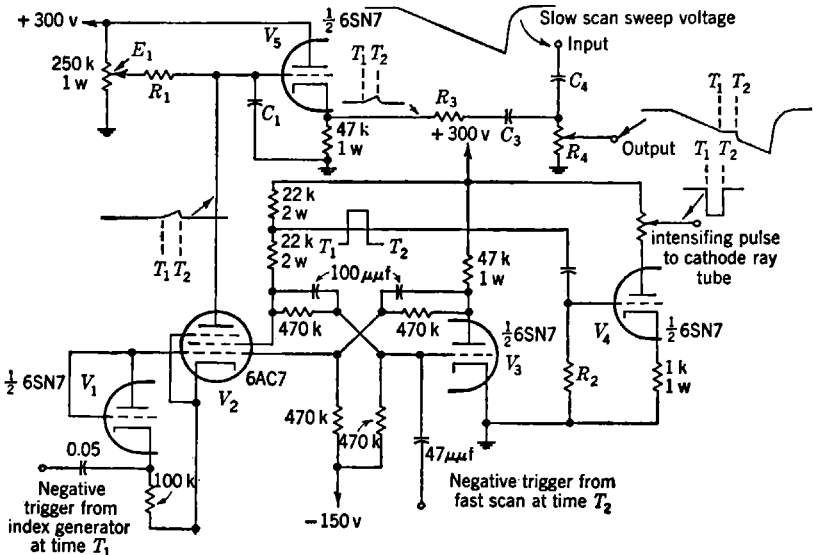 +300 v
½ 6SN7
V5
E1
250 k
1 w
R1
C1
T1 T2
47 k
1 w
R3
+300 v
C3
Slow scan sweep voltage
Input
C4
R4
Output
T1 T2
T1 T2
intensifing pulse
to cathode ray
tube
22 k
2 w
22 k
2 w
T1 T2
T1 T2
100 μμf
47 k
1 w
470 k
470 k
½ 6SN7
V3
V4
½ 6SN7
R2
1 k
1 w
½ 6SN7
V1
V2
6AC7
470 k
470 k
47 μμf
0.05
100 k
Negative
trigger from
index generator
at time T1
−150 v
Negative trigger from
fast scan at time T2